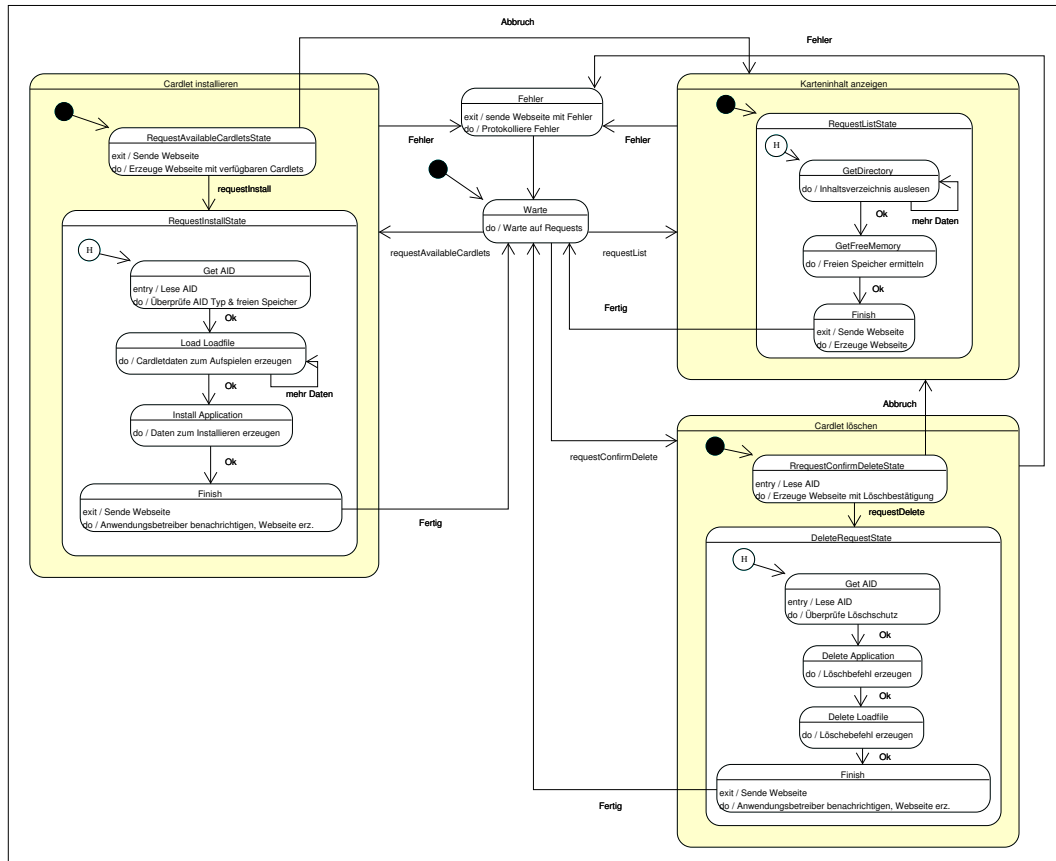 Abbruch
Fehler
Cardlet installieren
RequestAvailableCardletsState
exit / Sende Webseite
do / Erzeuge Webseite mit verfügbaren Cardlets
requestInstall
RequestInstallState
H
Get AID
entry / Lese AID
do / Überprüfe AID Typ & freien Speicher
Ok
Load Loadfile
do / Cardletdaten zum Aufspielen erzeugen
Ok
mehr Daten
Install Application
do / Daten zum Installieren erzeugen
Ok
Finish
exit / Sende Webseite
do / Anwendungsbetreiber benachrichtigen, Webseite erz.
Fehler
exit / sende Webseite mit Fehler
do / Protokolliere Fehler
Fehler
Fehler
Warte
do / Warte auf Requests
requestAvailableCardlets
requestList
Fertig
Fertig
requestConfirmDelete
Fertig
Karteninhalt anzeigen
RequestListState
H
GetDirectory
do / Inhaltsverzeichnis auslesen
Ok
mehr Daten
GetFreeMemory
do / Freien Speicher ermitteln
Ok
Finish
exit / Sende Webseite
do / Erzeuge Webseite
Abbruch
Cardlet löschen
RrequestConfirmDeleteState
entry / Lese AID
do / Erzeuge Webseite mit Löschbestätigung
requestDelete
DeleteRequestState
H
Get AID
entry / Lese AID
do / Überprüfe Löschschutz
Ok
Delete Application
do / Löschbefehl erzeugen
Ok
Delete Loadfile
do / Löschebefehl erzeugen
Ok
Finish
exit / Sende Webseite
do / Anwendungsbetreiber benachrichtigen, Webseite erz.